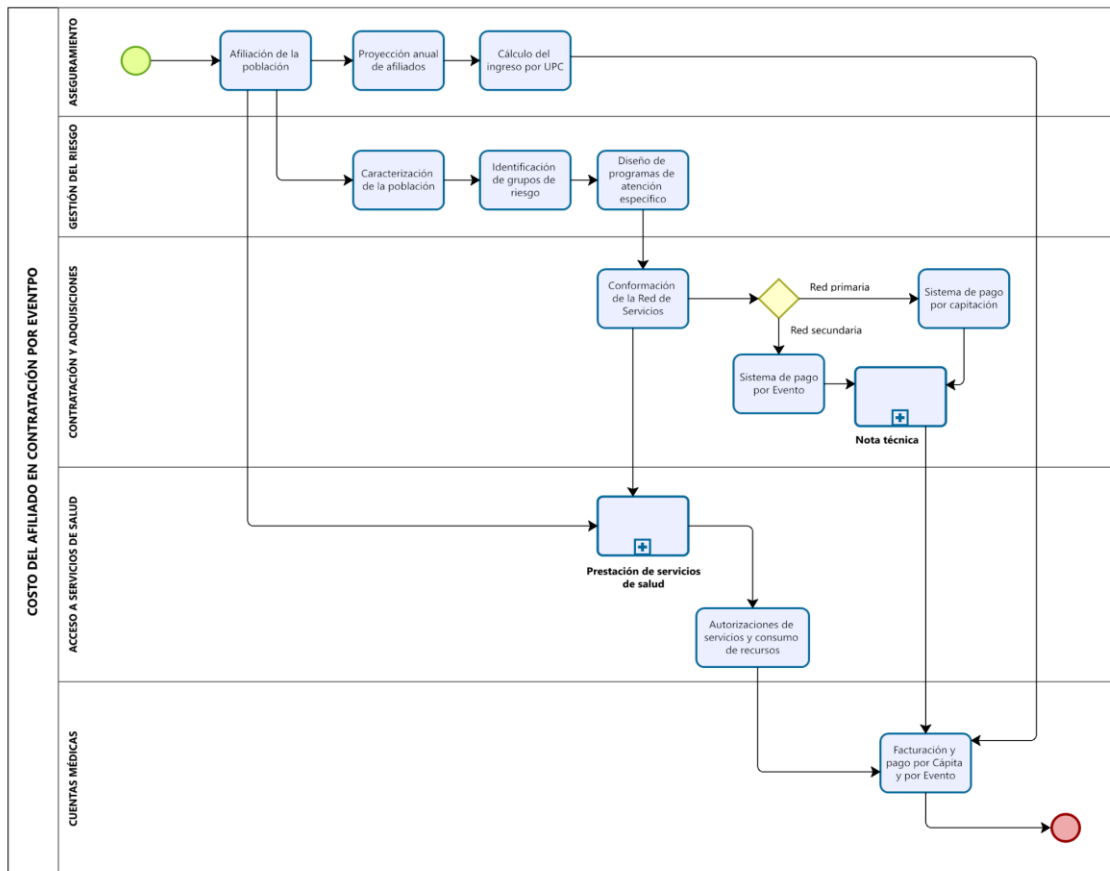 COSTO DEL AFILIADO EN CONTRATACIÓN POR EVENTPO
ASEGURAMIENTO
Afiliación de la
población
Proyección anual
de afiliados
Cálculo del
ingreso por UPC
GESTIÓN DEL RIESGO
Caracterización
de la población
Identificación
de grupos de
riesgo
Diseño de
programas de
atención
específico
CONTRATACIÓN Y ADQUISICIONES
Conformación
de la Red de
Servicios
Red primaria
Sistema de pago
por capitación
Red secundaria
Sistema de pago
por Evento
Nota técnica
ACCESO A SERVICIOS DE SALUD
Prestación de servicios
de salud
Autorizaciones de
servicios y consumo
de recursos
CUENTAS MÉDICAS
Facturación y
pago por Cápita
y por Evento